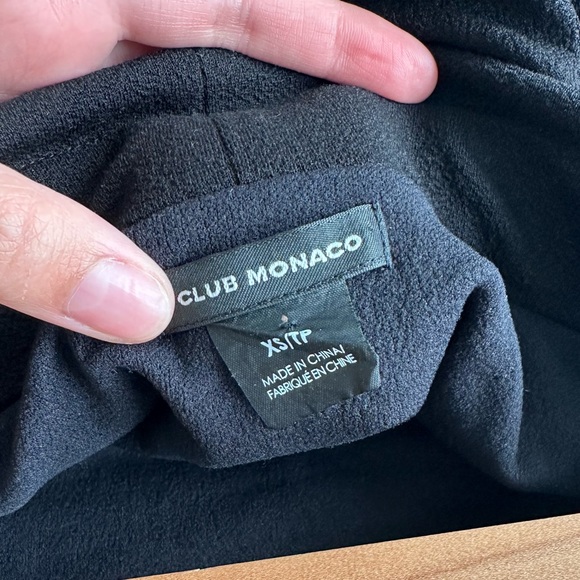 CLUB MONACO
XS/TP
MADE IN CHINA/
FABRIQUÉ EN CHINE